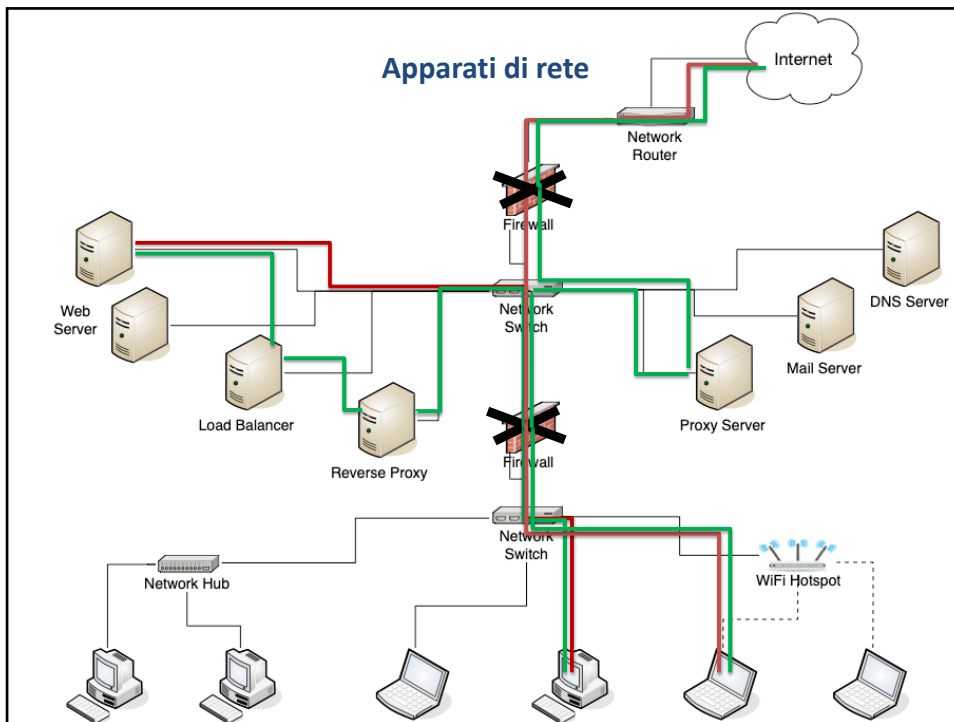 Apparati di rete
Internet
Network
Router
Firewall
Web
Server
Network
Switch
DNS Server
Mail Server
Load Balancer
Proxy Server
Reverse Proxy
Firewall
Network
Switch
Network Hub
WiFi Hotspot